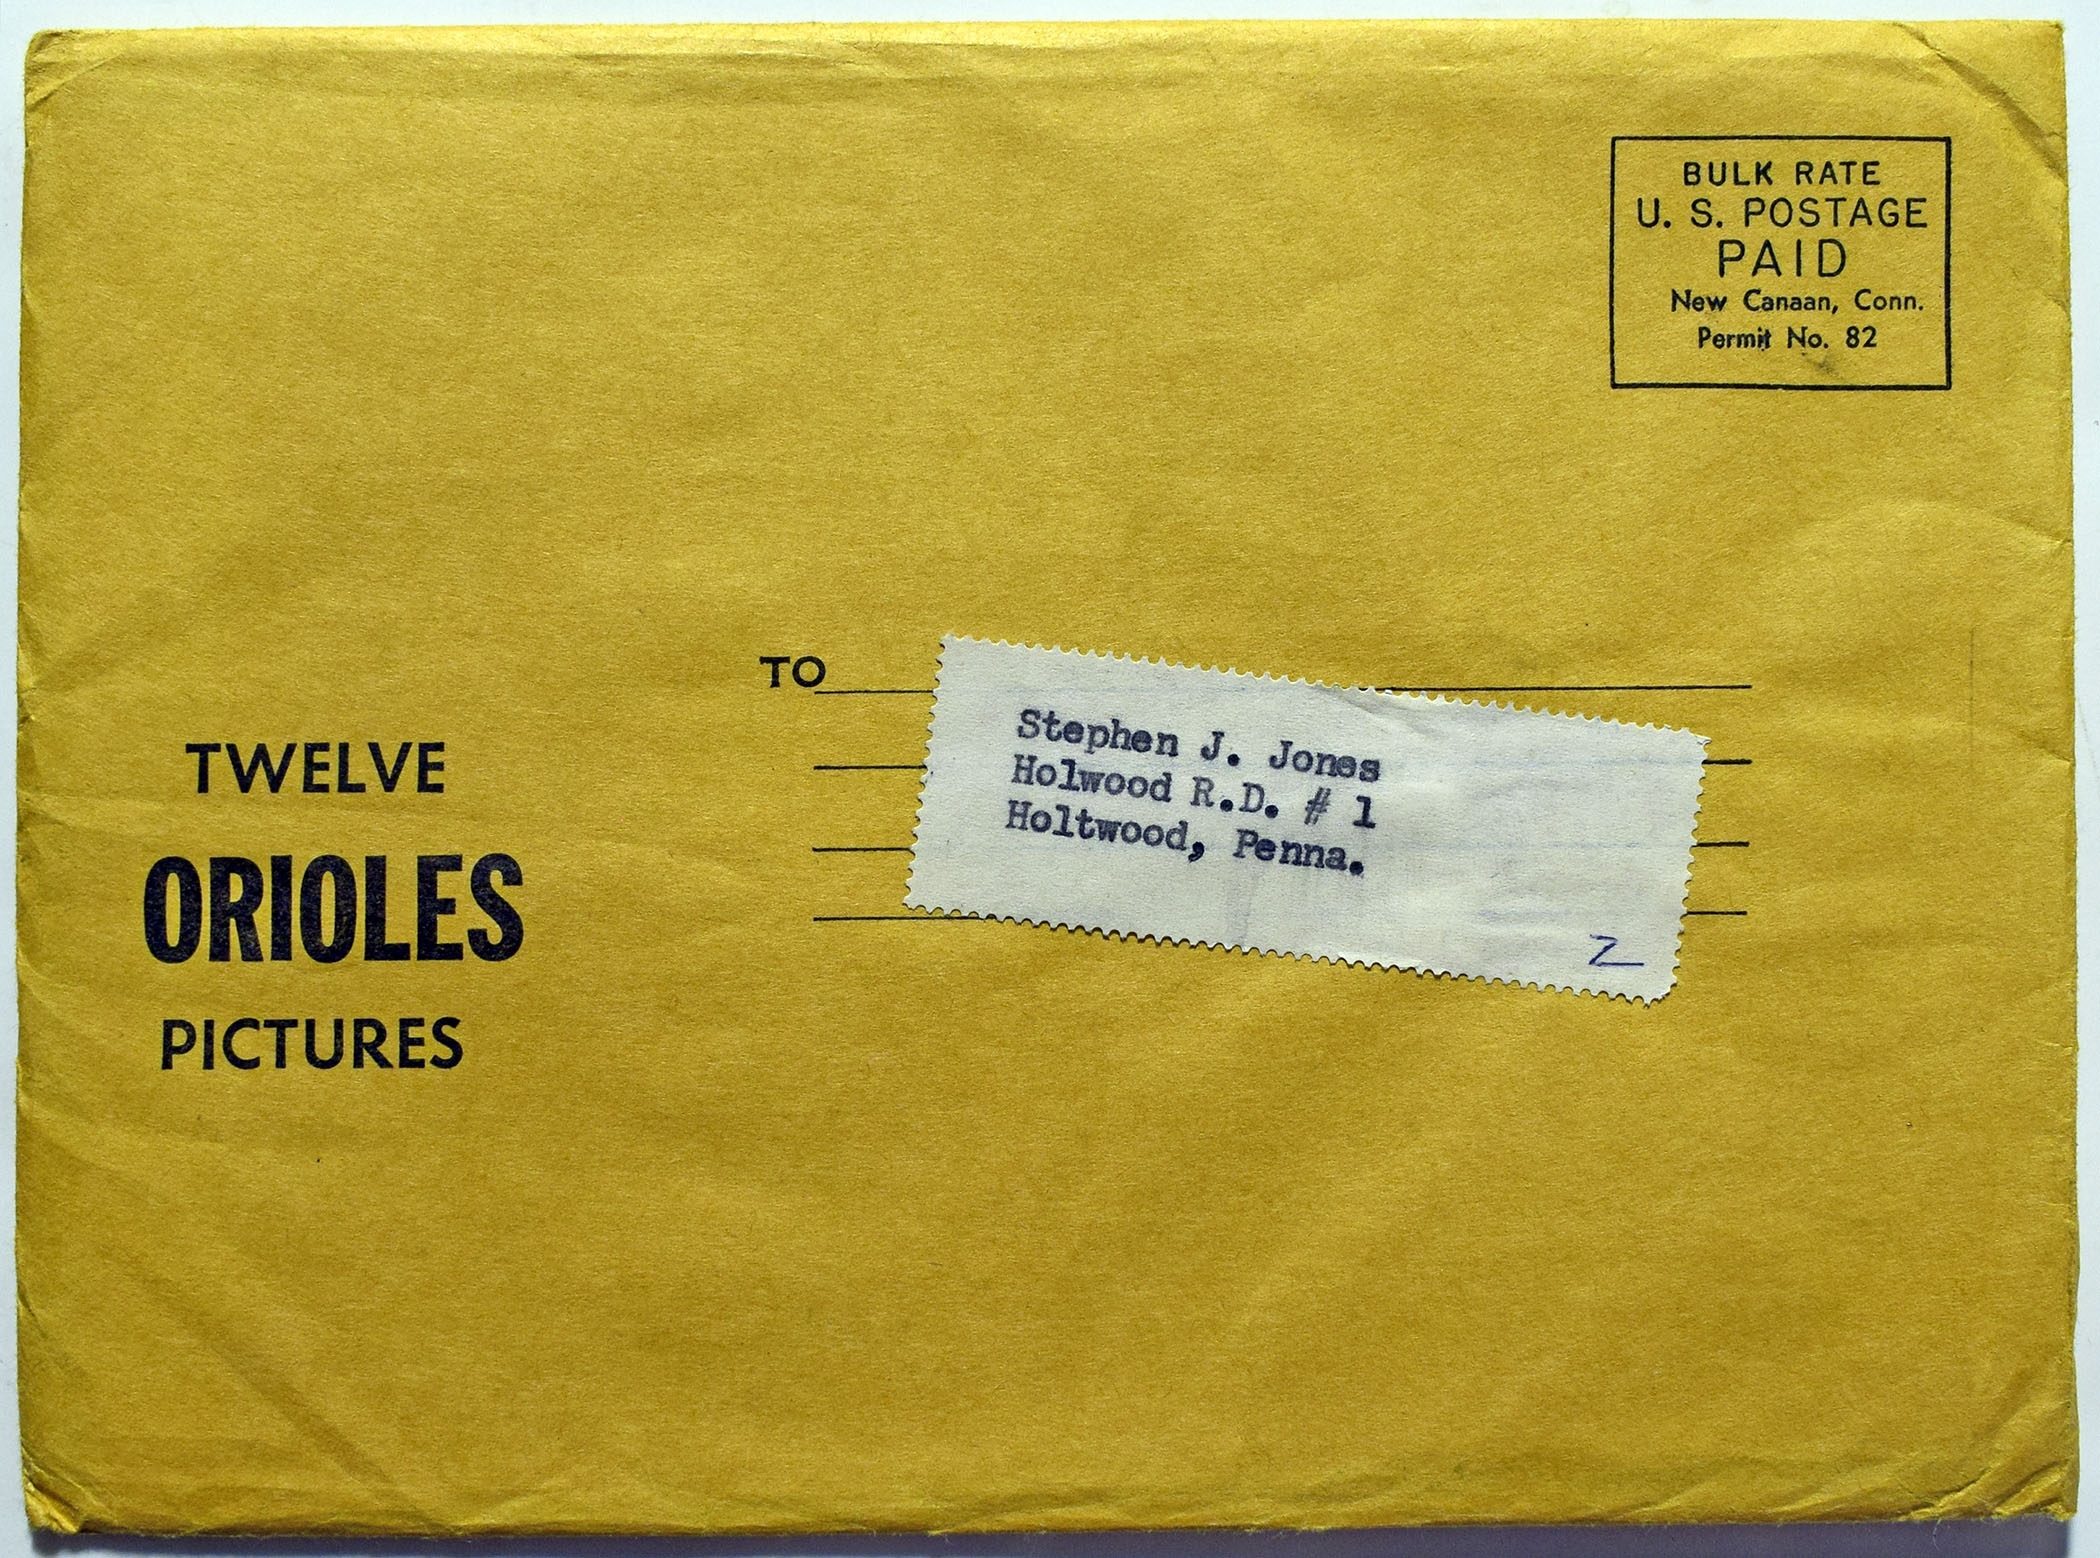 BULK RATE
U. S. POSTAGE
PAID
New Canaan, Conn.
Permit No. 82
TO
Stephen J. Jones
Holwood R.D. # 1
Holtwood, Penna.
Z
TWELVE
ORIOLES
PICTURES